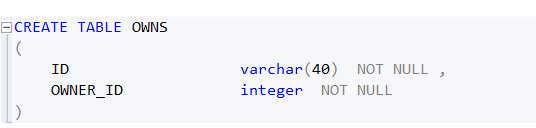 CREATE TABLE OWNS
(
ID varchar(40) NOT NULL ,
OWNER_ID integer NOT NULL
)